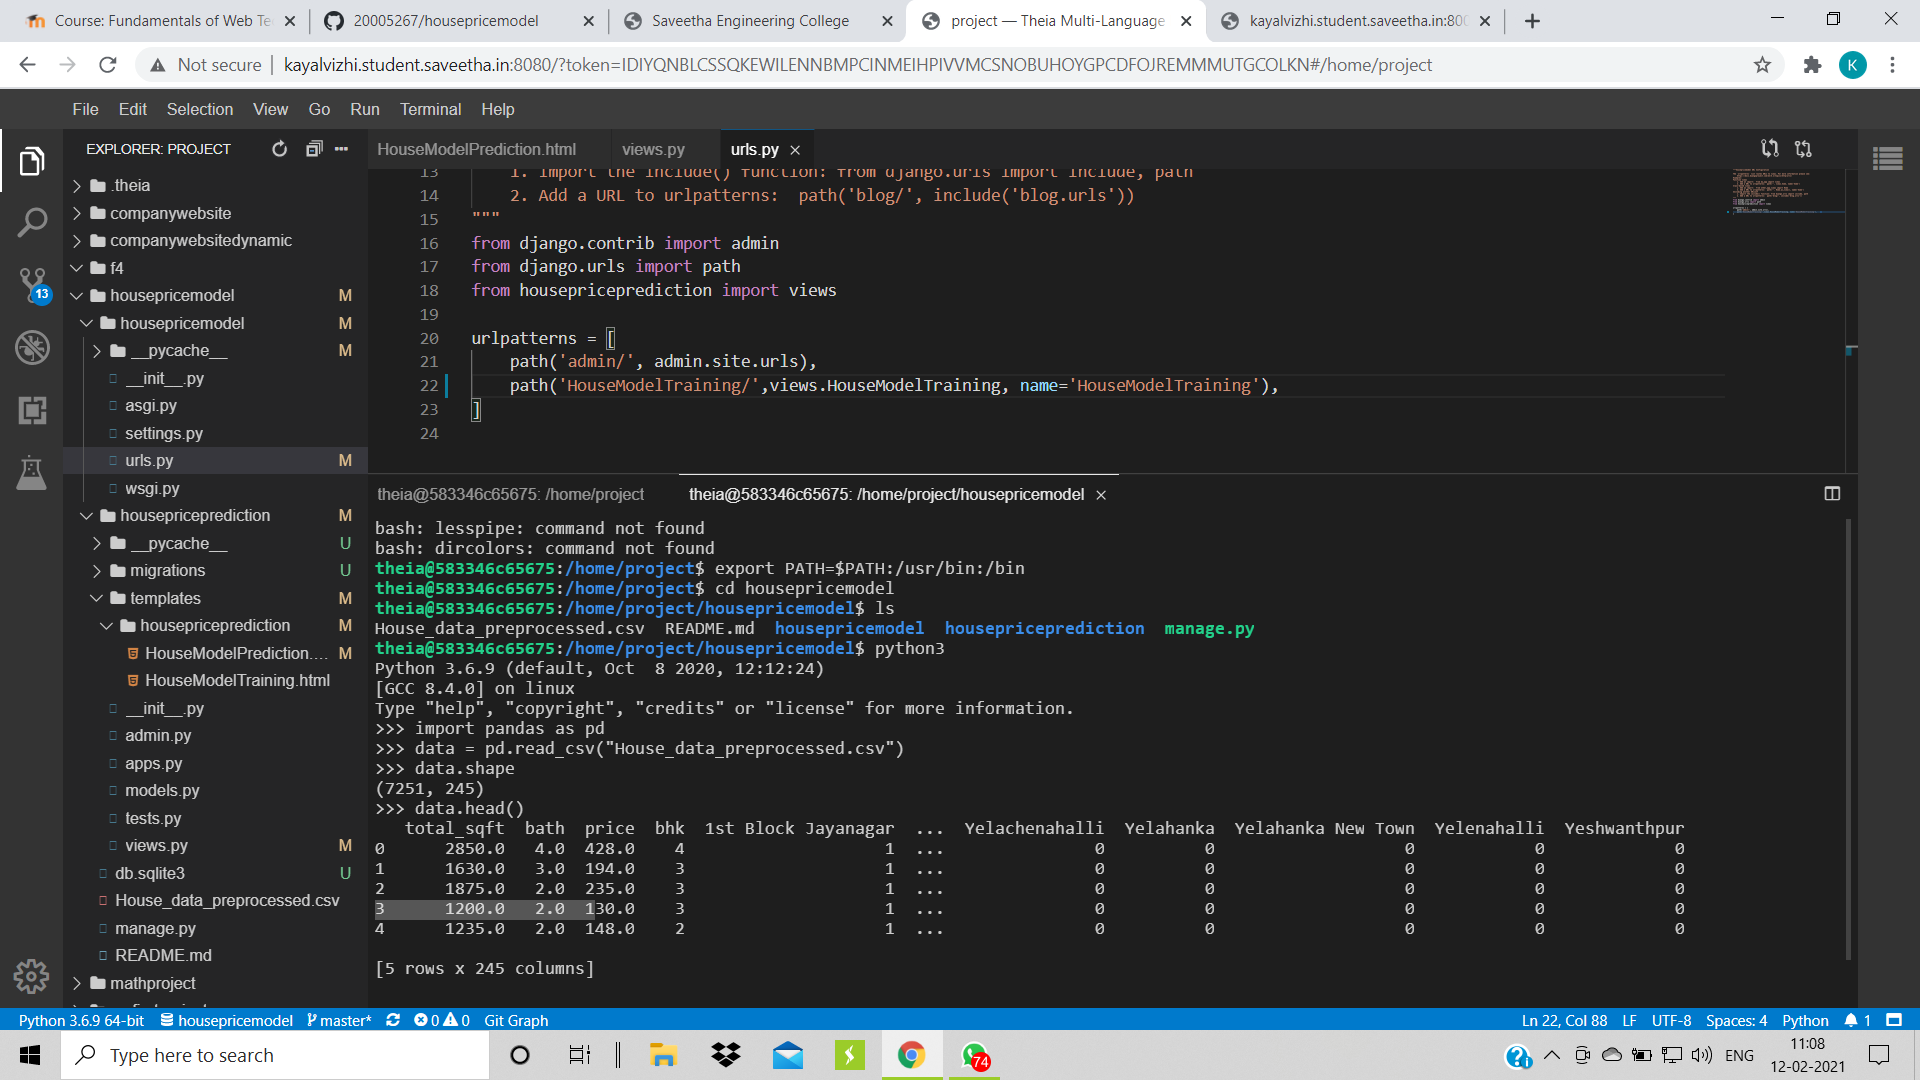 Course: Fundamentals of Web Te
20005267/housepricemodel
Saveetha Engineering College
project — Theia Multi-Language
kayalvizhi.student.saveetha.in:800
Not secure
kayalvizhi.student.saveetha.in:8080/?token=IDIYQNBLCSSQKEWILENNBMPCINMEIHPIVVMCSNOBUHOYGPCDFOJREMMMUTGCOLKN#/home/project
K
File Edit Selection View Go Run Terminal Help
EXPLORER: PROJECT
.theia
companywebsite
companywebsitedynamic
f4
housepricemodel M
housepricemodel M
__pycache__ M
__init__.py
asgi.py
settings.py
urls.py M
wsgi.py
housepriceprediction M
__pycache__ U
migrations U
templates M
housepriceprediction M
HouseModelPrediction.... M
HouseModelTraining.html
__init__.py
admin.py
apps.py
models.py
tests.py
views.py M
db.sqlite3 U
House_data_preprocessed.csv
manage.py
README.md
mathproject
13
HouseModelPrediction.html views.py urls.py
13 1. Import the include() function: from django.urls import include, path
14 2. Add a URL to urlpatterns:  path('blog/', include('blog.urls'))
15 """
16 from django.contrib import admin
17 from django.urls import path
18 from housepriceprediction import views
19
20 urlpatterns = [
21 path('admin/', admin.site.urls),
22 path('HouseModelTraining/',views.HouseModelTraining, name='HouseModelTraining'),
23 ]
24
theia@583346c65675: /home/project theia@583346c65675: /home/project/housepricemodel
bash: lesspipe: command not found
bash: dircolors: command not found
theia@583346c65675:/home/project$ export PATH=$PATH:/usr/bin:/bin
theia@583346c65675:/home/project$ cd housepricemodel
theia@583346c65675:/home/project/housepricemodel$ ls
House_data_preprocessed.csv  README.md  housepricemodel  housepriceprediction  manage.py
theia@583346c65675:/home/project/housepricemodel$ python3
Python 3.6.9 (default, Oct  8 2020, 12:12:24)
[GCC 8.4.0] on linux
Type "help", "copyright", "credits" or "license" for more information.
>>> import pandas as pd
>>> data = pd.read_csv("House_data_preprocessed.csv")
>>> data.shape
(7251, 245)
>>> data.head()
total_sqft  bath  price  bhk  1st Block Jayanagar  ...  Yelachenahalli  Yelahanka  Yelahanka New Town  Yelenahalli  Yeshwanthpur
0 2850.0 4.0 428.0 4 1 ... 0 0 0 0 0
1 1630.0 3.0 194.0 3 1 ... 0 0 0 0 0
2 1875.0 2.0 235.0 3 1 ... 0 0 0 0 0
3 1200.0 2.0 130.0 3 1 ... 0 0 0 0 0
4 1235.0 2.0 148.0 2 1 ... 0 0 0 0 0
[5 rows x 245 columns]
Python 3.6.9 64-bit housepricemodel master* 0 0 Git Graph
Ln 22, Col 88 LF UTF-8 Spaces: 4 Python 1
Type here to search
74
ENG
11:08
12-02-2021